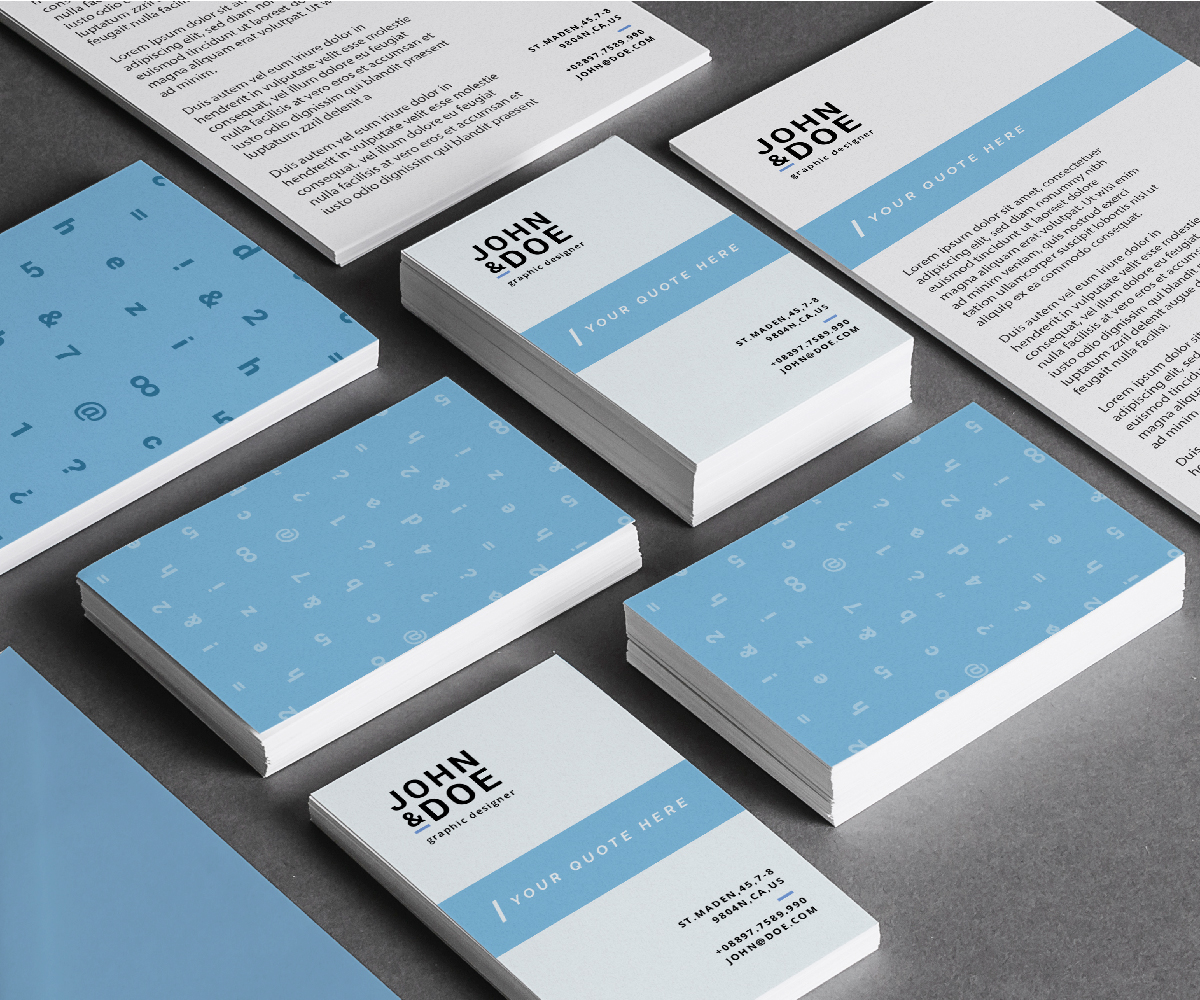 luptatum zzril
feugait nulla facilisi.
Lorem ipsum dolor sit
adipiscing elit, sed diam nonummy
euismod tincidunt ut laoreet dolore
magna aliquam erat volutpat. Ut wi
ad minim.
Duis autem vel eum iriure dolor in
hendrerit in vulputate velit esse molestie
consequat, vel illum dolore eu feugiat
nulla facilisis at vero eros et accumsan et
iusto odio dignissim qui blandit praesent
luptatum zzril delenit a
Duis autem vel eum iriure dolor in
hendrerit in vulputate velit esse molestie
consequat, vel illum dolore eu feugiat
nulla facilisis at vero eros et accumsan et
iusto odio dignissim qui blandit praesent
ST.MADEN,45,7-8
9804N.CA,US
+08897.7589.990
JOHN@DOE.COM
JOHN
&DOE
graphic designer
/ YOUR QUOTE HERE
Lorem ipsum dolor sit amet, consectetuer
adipiscing elit, sed diam nonummy nibh
euismod tincidunt ut laoreet dolore
magna aliquam erat volutpat. Ut wisi enim
ad minim veniam, quis nostrud exerci
tation ullamcorper suscipit lobortis nisl ut
aliquip ex ea commodo consequat.
Duis autem vel eum iriure dolor in
hendrerit in vulputate velit esse molestie
consequat, vel illum dolore eu feugiat
nulla facilisis at vero eros et accumsan
iusto odio dignissim qui blandit
luptatum zzril delenit augue d
feugait nulla facilisi.
Lorem ipsum dolor sit
adipiscing elit, sed
euismod tincidunt
magna aliqua
ad minim
Duis
JOHN
&DOE
graphic designer
/ YOUR QUOTE HERE
ST.MADEN,45,7-8
9804N.CA,US
+08897.7589.990
JOHN@DOE.COM
JOHN
&DOE
graphic designer
/ YOUR QUOTE HERE
ST.MADEN,45,7-8
9804N.CA,US
+08897.7589.990
JOHN@DOE.COM